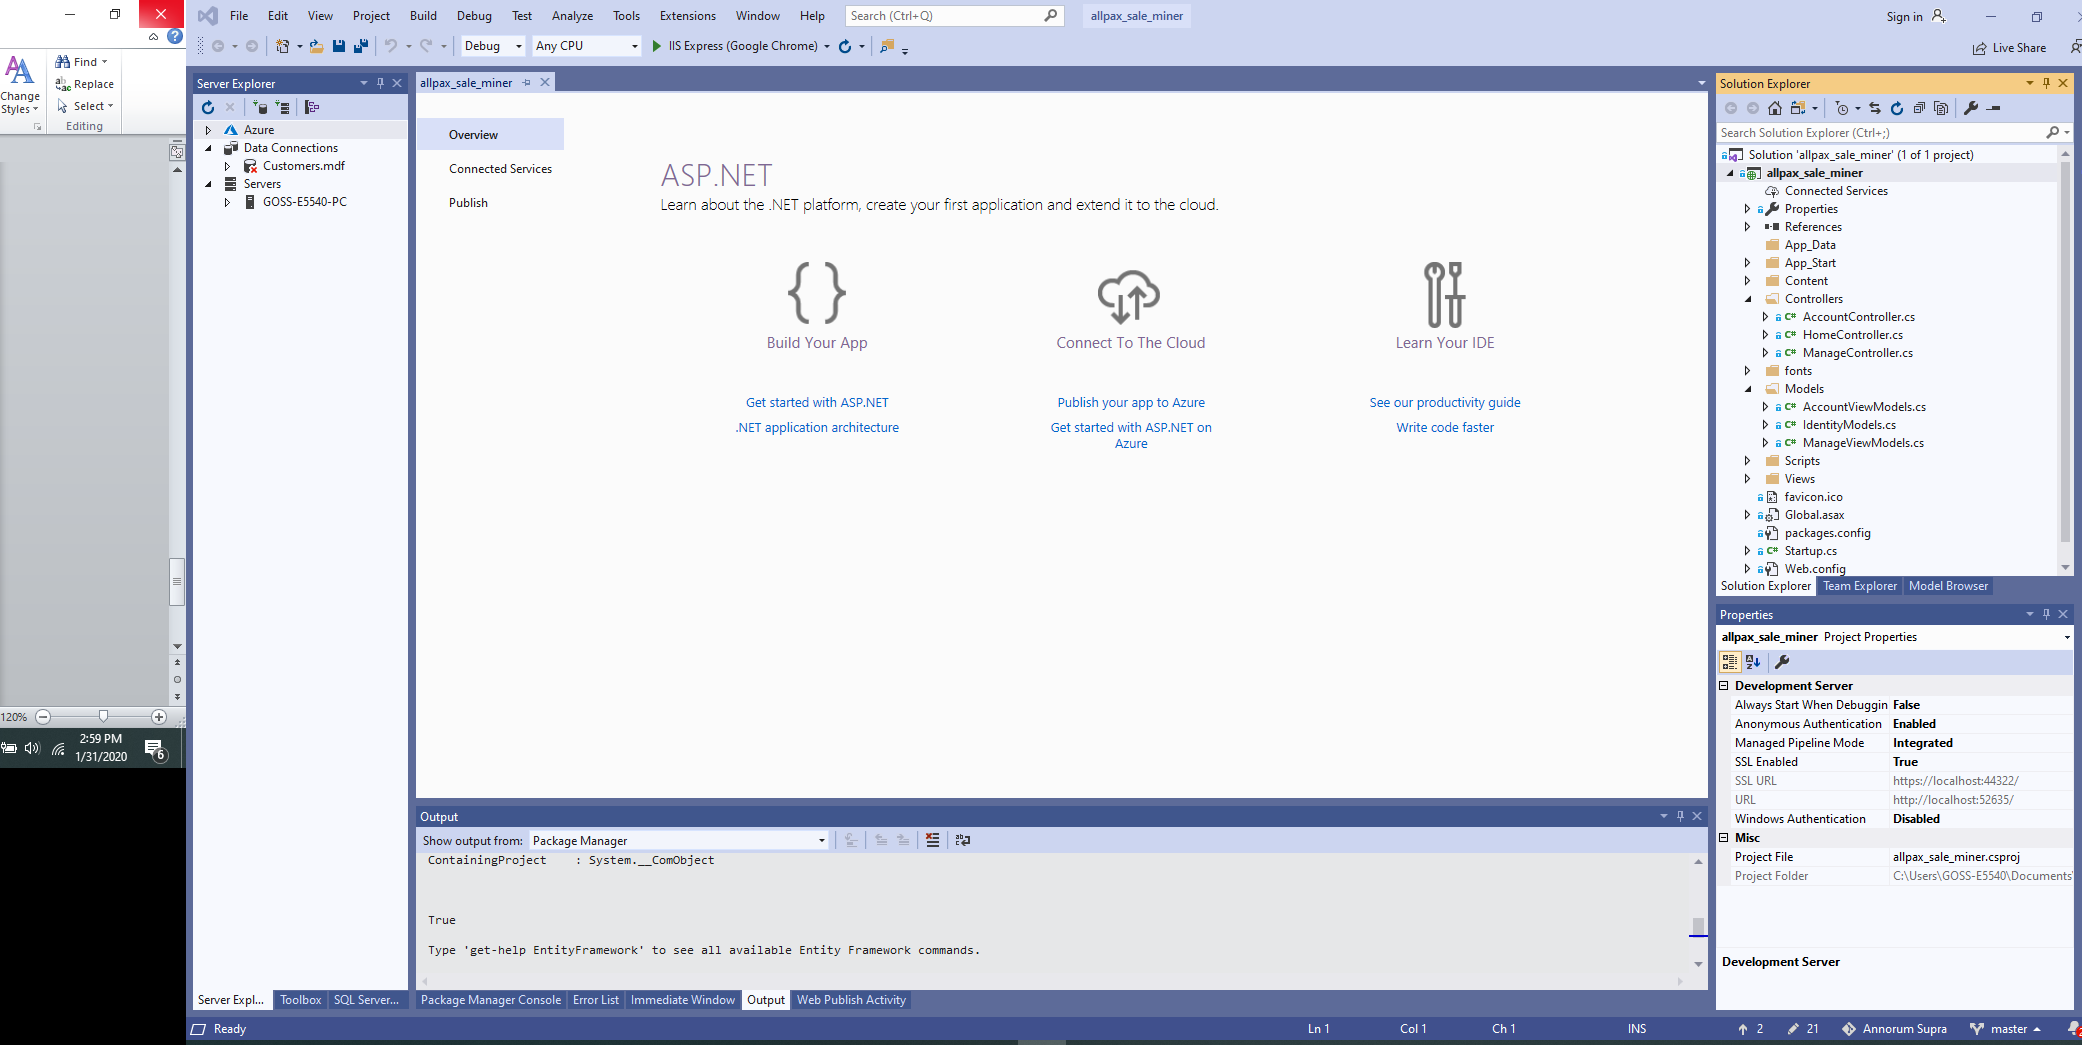 Find
Replace
Select
Change
Styles
Editing
120%
2:59 PM
1/31/2020
6
File Edit View Project Build Debug Test Analyze Tools Extensions Window Help Search (Ctrl+Q) allpax_sale_miner Sign in
Debug Any CPU IIS Express (Google Chrome) Live Share
Server Explorer
Azure
Data Connections
Customers.mdf
Servers
GOSS-E5540-PC
Server Expl... Toolbox SQL Server...
allpax_sale_miner
Overview
Connected Services
Publish
ASP.NET
Learn about the .NET platform, create your first application and extend it to the cloud.
Build Your App
Get started with ASP.NET
.NET application architecture
Connect To The Cloud
Publish your app to Azure
Get started with ASP.NET on
Azure
Learn Your IDE
See our productivity guide
Write code faster
Output
Show output from: Package Manager
ContainingProject : System.__ComObject
True
Type 'get-help EntityFramework' to see all available Entity Framework commands.
Package Manager Console Error List Immediate Window Output Web Publish Activity
Solution Explorer
Search Solution Explorer (Ctrl+;)
Solution 'allpax_sale_miner' (1 of 1 project)
allpax_sale_miner
Connected Services
Properties
References
App_Data
App_Start
Content
Controllers
C# AccountController.cs
C# HomeController.cs
C# ManageController.cs
fonts
Models
C# AccountViewModels.cs
C# IdentityModels.cs
C# ManageViewModels.cs
Scripts
Views
favicon.ico
Global.asax
packages.config
C# Startup.cs
Web.config
Solution Explorer Team Explorer Model Browser
Properties
allpax_sale_miner Project Properties
Development Server
Always Start When Debuggin False
Anonymous Authentication Enabled
Managed Pipeline Mode Integrated
SSL Enabled True
SSL URL https://localhost:44322/
URL http://localhost:52635/
Windows Authentication Disabled
Misc
Project File allpax_sale_miner.csproj
Project Folder C:\Users\GOSS-E5540\Documents\
Development Server
Ready Ln 1 Col 1 Ch 1 INS 2 21 Annorum Supra master